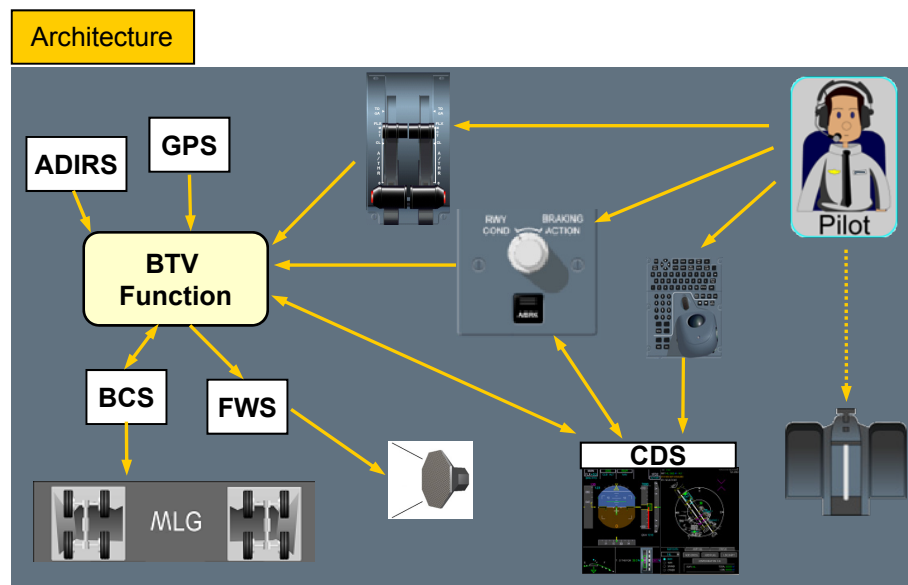 Architecture
GPS
ADIRS
Pilot
RWY BRAKING
COND ACTION
BTV
Function
BCS
FWS
CDS
MLG